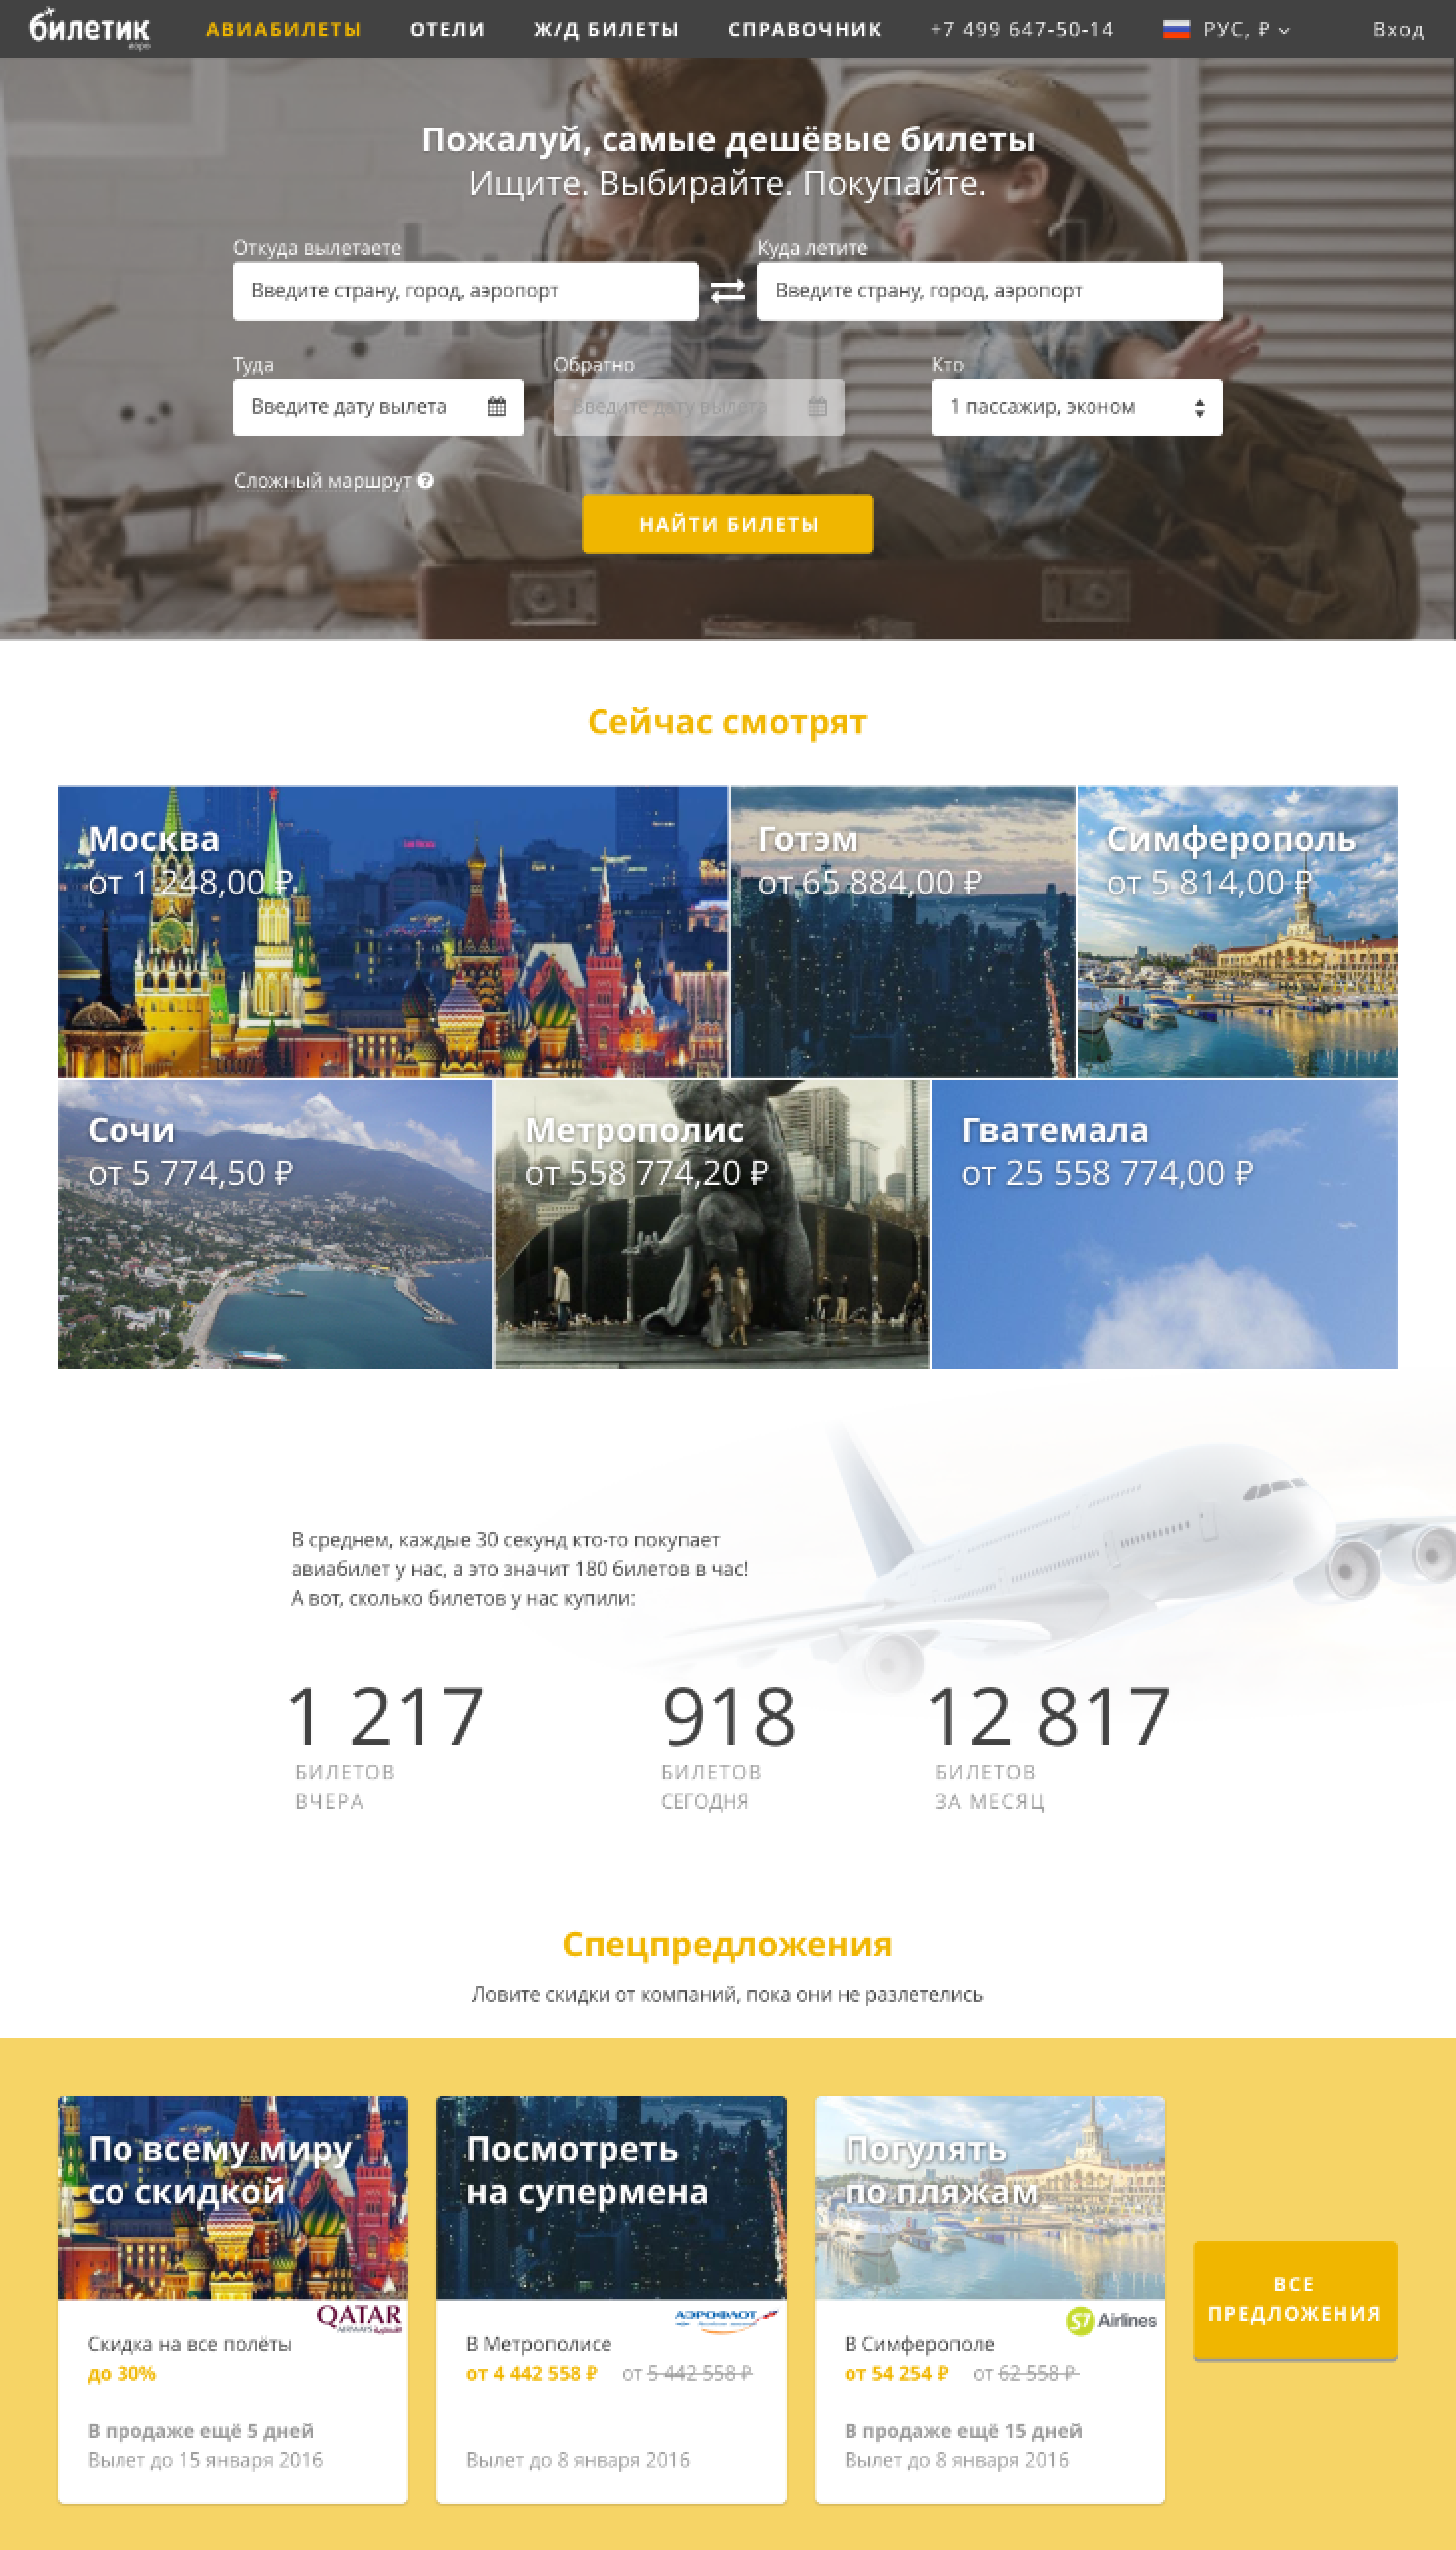 билетик
аэро
АВИАБИЛЕТЫ
ОТЕЛИ
Ж/Д БИЛЕТЫ
СПРАВОЧНИК
+7 499 647-50-14
РУС, ₽
Вход
Пожалуй, самые дешёвые билеты
Ищите. Выбирайте. Покупайте.
Откуда вылетаете
Куда летите
Введите страну, город, аэропорт
Введите страну, город, аэропорт
Туда
Обратно
Кто
Введите дату вылета
Введите дату вылета
1 пассажир, эконом
Сложный маршрут ?
НАЙТИ БИЛЕТЫ
Сейчас смотрят
Москва
от 1 248,00 ₽
Готэм
от 65 884,00 ₽
Симферополь
от 5 814,00 ₽
Сочи
от 5 774,50 ₽
Метрополис
от 558 774,20 ₽
Гватемала
от 25 558 774,00 ₽
В среднем, каждые 30 секунд кто-то покупает
авиабилет у нас, а это значит 180 билетов в час!
А вот, сколько билетов у нас купили:
1 217
БИЛЕТОВ
ВЧЕРА
918
БИЛЕТОВ
СЕГОДНЯ
12 817
БИЛЕТОВ
ЗА МЕСЯЦ
Спецпредложения
Ловите скидки от компаний, пока они не разлетелись
По всему миру
со скидкой
QATAR
AIRWAYS
Скидка на все полёты
до 30%
В продаже ещё 5 дней
Вылет до 15 января 2016
Посмотреть
на супермена
АЭРОФЛОТ
В Метрополисе
от 4 442 558 ₽ от 5 442 558 ₽
Вылет до 8 января 2016
Погулять
по пляжам
S7 Airlines
В Симферополе
от 54 254 ₽ от 62 558 ₽
В продаже ещё 15 дней
Вылет до 8 января 2016
ВСЕ
ПРЕДЛОЖЕНИЯ